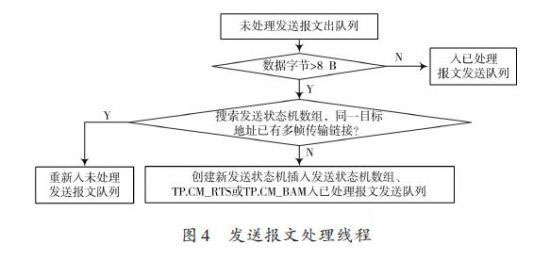 未处理发送报文出队列
数据字节>8 B
N
入已处理
报文发送队列
Y
搜索发送状态机数组，同一目标
地址已有多帧传输链接?
Y
N
重新入未处理
发送报文队列
创建新发送状态机插入发送状态机数组、
TP.CM_RTS或TP.CM_BAM入已处理报文发送队列
图4 发送报文处理线程